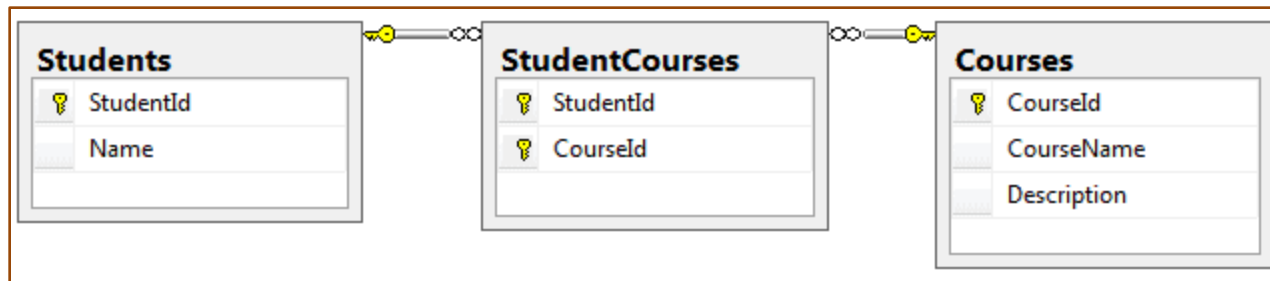 Students
StudentId
Name
StudentCourses
StudentId
CourseId
Courses
CourseId
CourseName
Description